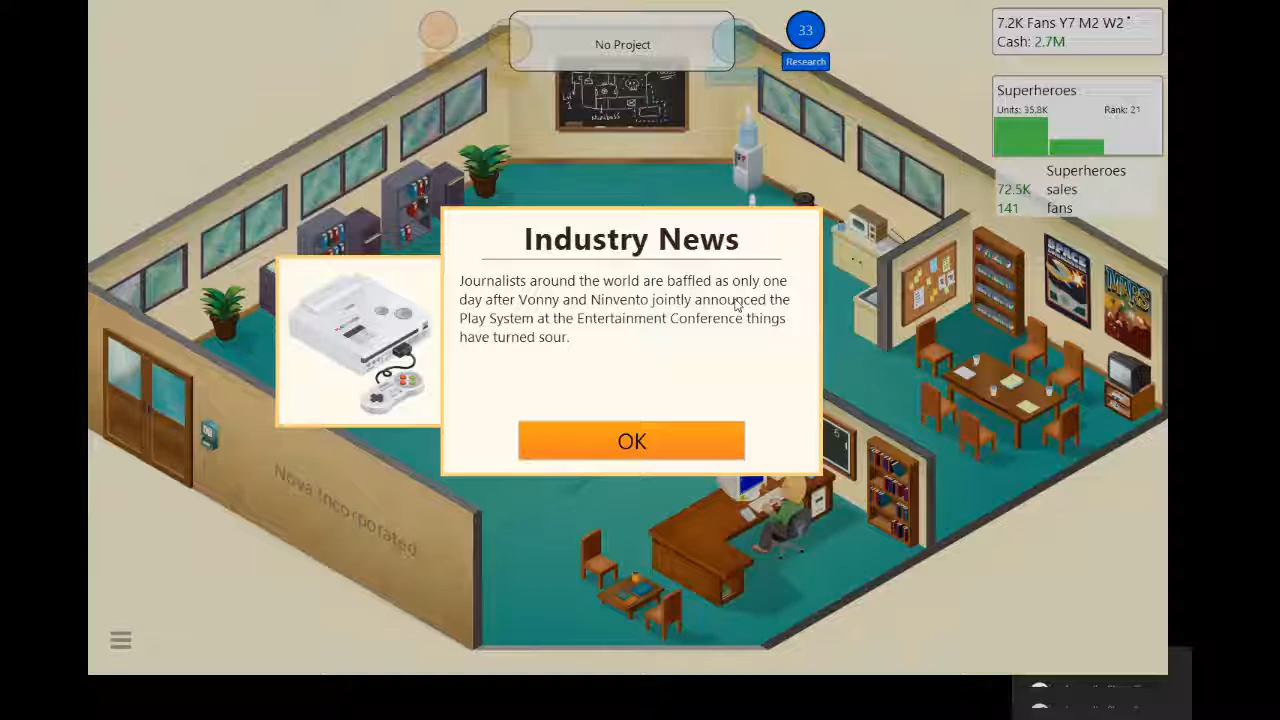 7.2K Fans Y7 M2 W2
Cash: 2.7M
No Project
33
Research
Superheroes
Units: 35.8K Rank: 21
Superheroes
72.5K sales
141 fans
Industry News
Journalists around the world are baffled as only one
day after Vonny and Ninvento jointly announced the
Play System at the Entertainment Conference things
have turned sour.
OK
Nova Incorporated
SPACE
Miniboss